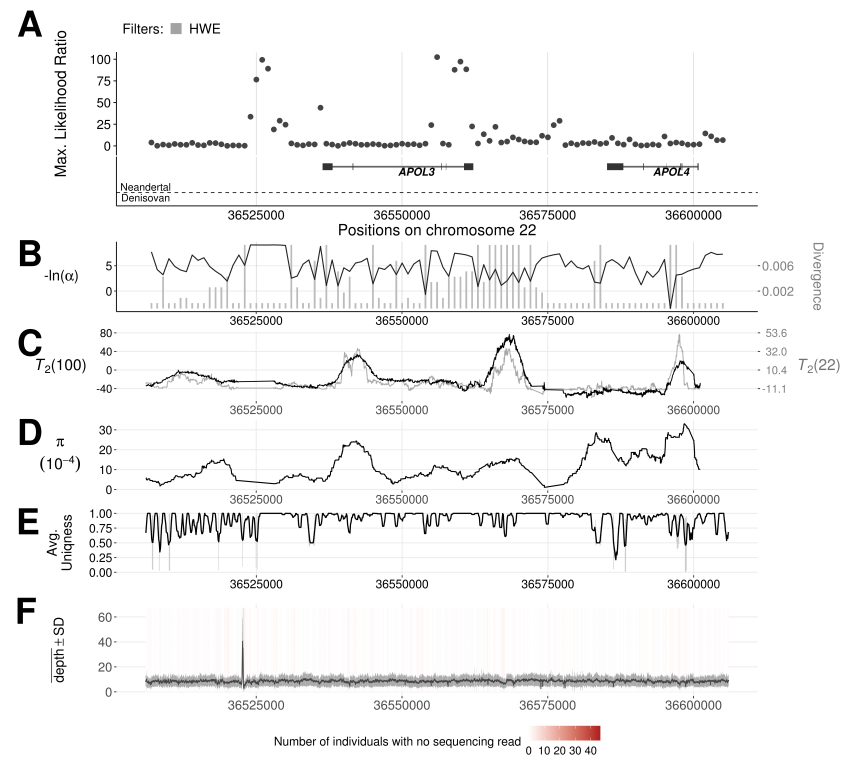 A
Filters: HWE
Max. Likelihood Ratio
100
75
50
25
0
APOL3
APOL4
Neandertal
Denisovan
36525000 36550000 36575000 36600000
Positions on chromosome 22
B
-ln(α)
5
0
0.006
0.002
Divergence
36525000 36550000 36575000 36600000
C
T2(100)
80
40
0
-40
53.6
32.0
10.4
-11.1
T2(22)
36525000 36550000 36575000 36600000
D
π
(10⁻⁴)
30
20
10
0
36525000 36550000 36575000 36600000
E
Avg.
Uniqness
1.00
0.75
0.50
0.25
0.00
36525000 36550000 36575000 36600000
F
depth ± SD
60
40
20
0
36525000 36550000 36575000 36600000
Number of individuals with no sequencing read
0 10 20 30 40